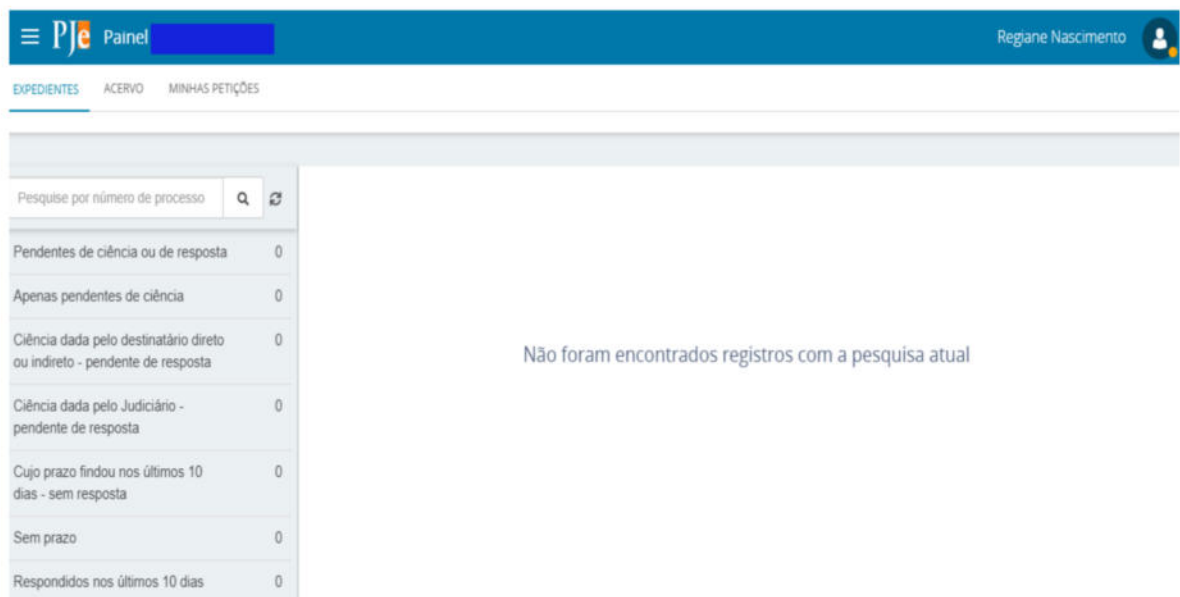 PJe Painel
Regiane Nascimento
EXPEDIENTES ACERVO MINHAS PETIÇÕES
Pesquise por número de processo
Pendentes de ciência ou de resposta 0
Apenas pendentes de ciência 0
Ciência dada pelo destinatário direto 0
ou indireto - pendente de resposta
Ciência dada pelo Judiciário - 0
pendente de resposta
Cujo prazo findou nos últimos 10 0
dias - sem resposta
Sem prazo 0
Respondidos nos últimos 10 dias 0
Não foram encontrados registros com a pesquisa atual